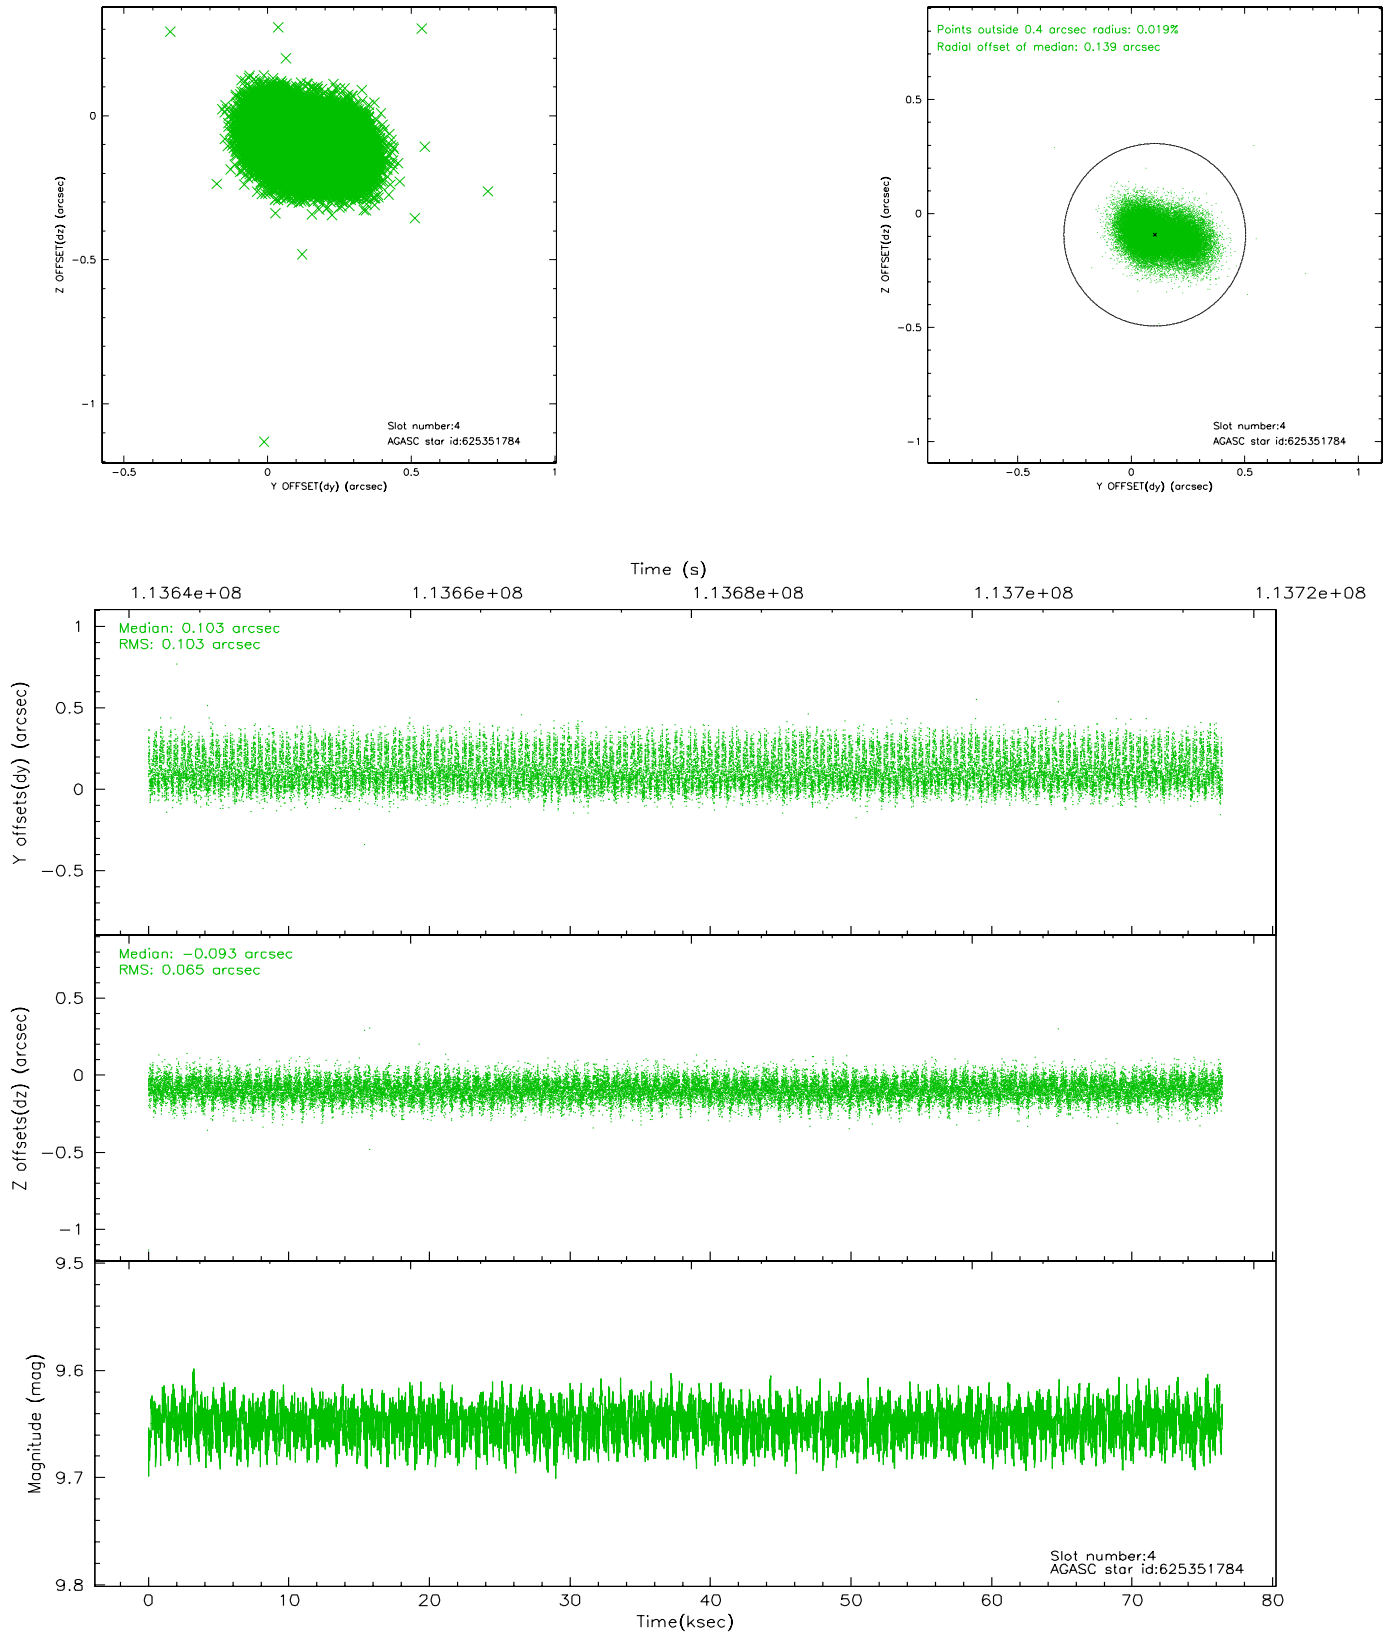 0
−0.5
−1
Z OFFSET(dz) (arcsec)
Slot number:4
AGASC star id:625351784
−0.5
0
0.5
1
Y OFFSET(dy) (arcsec)
Points outside 0.4 arcsec radius: 0.019%
Radial offset of median: 0.139 arcsec
0.5
0
−0.5
−1
Z OFFSET(dz) (arcsec)
Slot number:4
AGASC star id:625351784
−0.5
0
0.5
1
Y OFFSET(dy) (arcsec)
Time (s)
1.1364e+08
1.1366e+08
1.1368e+08
1.137e+08
1.1372e+08
Median: 0.103 arcsec
RMS: 0.103 arcsec
1
0.5
0
−0.5
Y offsets(dy) (arcsec)
Median: −0.093 arcsec
RMS: 0.065 arcsec
0.5
0
−0.5
−1
Z offsets(dz) (arcsec)
9.5
9.6
9.7
9.8
Magnitude (mag)
Slot number:4
AGASC star id:625351784
0
10
20
30
40
50
60
70
80
Time(ksec)